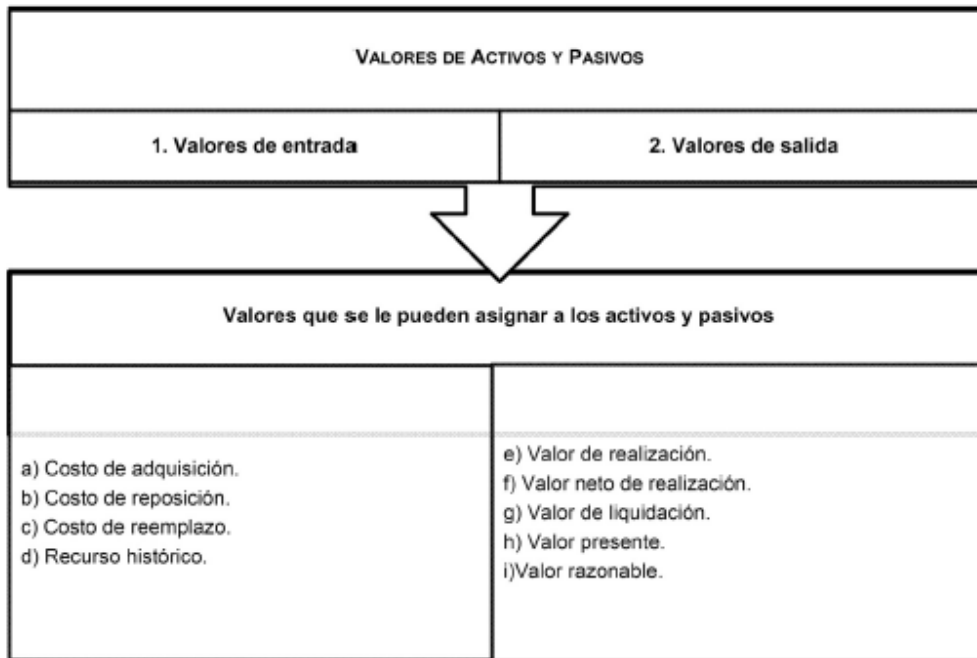 VALORES DE ACTIVOS Y PASIVOS
1. Valores de entrada
2. Valores de salida
Valores que se le pueden asignar a los activos y pasivos
a) Costo de adquisición.
b) Costo de reposición.
c) Costo de reemplazo.
d) Recurso histórico.
e) Valor de realización.
f) Valor neto de realización.
g) Valor de liquidación.
h) Valor presente.
i)Valor razonable.